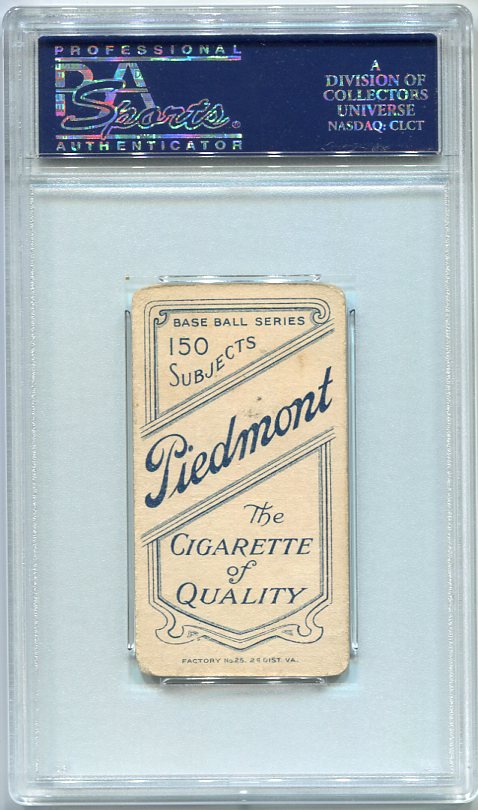 PROFESSIONAL
PSA
Sports
AUTHENTICATOR
A
DIVISION OF
COLLECTORS
UNIVERSE
NASDAQ: CLCT
BASE BALL SERIES
150
SUBJECTS
Piedmont
The
CIGARETTE
of
QUALITY
FACTORY No 25. 2D DIST. VA.